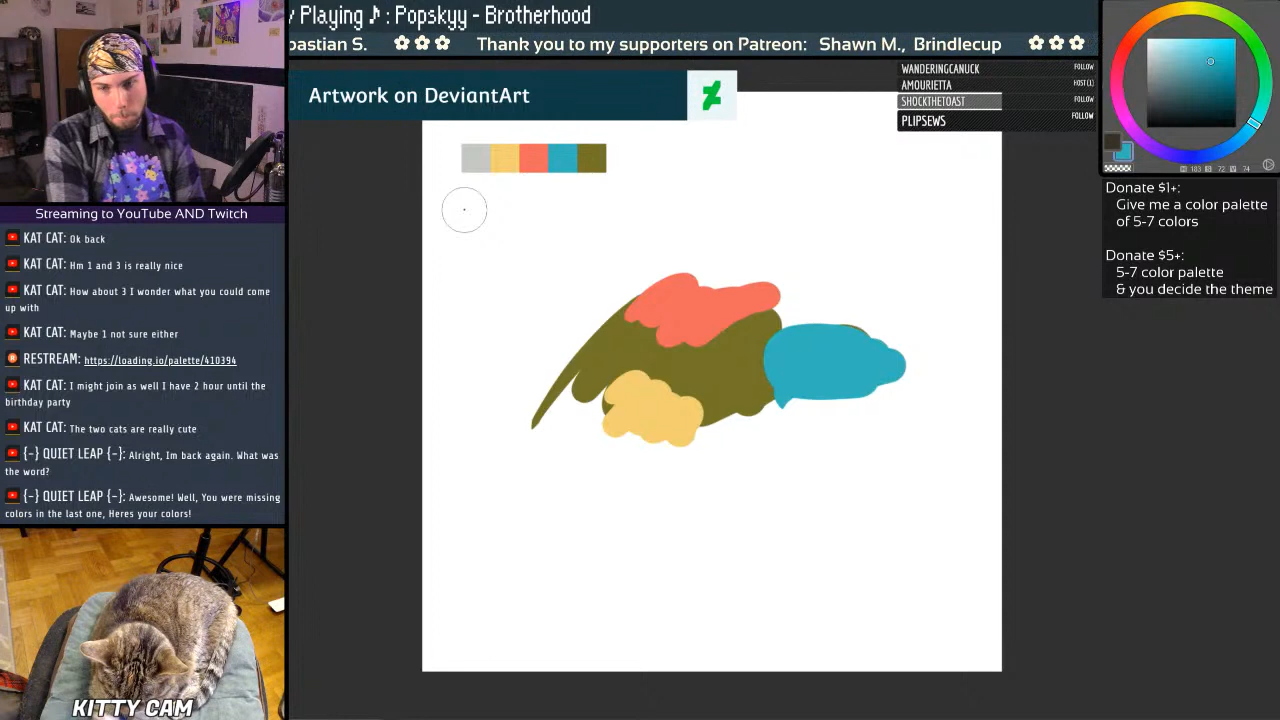 y Playing ♪ : Popskyy - Brotherhood
bastian S. ✿ ✿ ✿ Thank you to my supporters on Patreon: Shawn M., Brindlecup ✿ ✿ ✿
Artwork on DeviantArt
WANDERINGCANUCK FOLLOW
AMOURIETTA HOST (1)
SHOCKTHETOAST FOLLOW
PLIPSEWS FOLLOW
H 183 S 72 V 74
Donate $1+:
Give me a color palette
of 5-7 colors
Donate $5+:
5-7 color palette
& you decide the theme
Streaming to YouTube AND Twitch
KAT CAT: Ok back
KAT CAT: Hm 1 and 3 is really nice
KAT CAT: How about 3 I wonder what you could come
up with
KAT CAT: Maybe 1 not sure either
RESTREAM: https://loading.io/palette/410394
KAT CAT: I might join as well I have 2 hour until the
birthday party
KAT CAT: The two cats are really cute
{-} QUIET LEAP {-}: Alright, Im back again. What was
the word?
{-} QUIET LEAP {-}: Awesome! Well, You were missing
colors in the last one, Heres your colors!
KITTY CAM